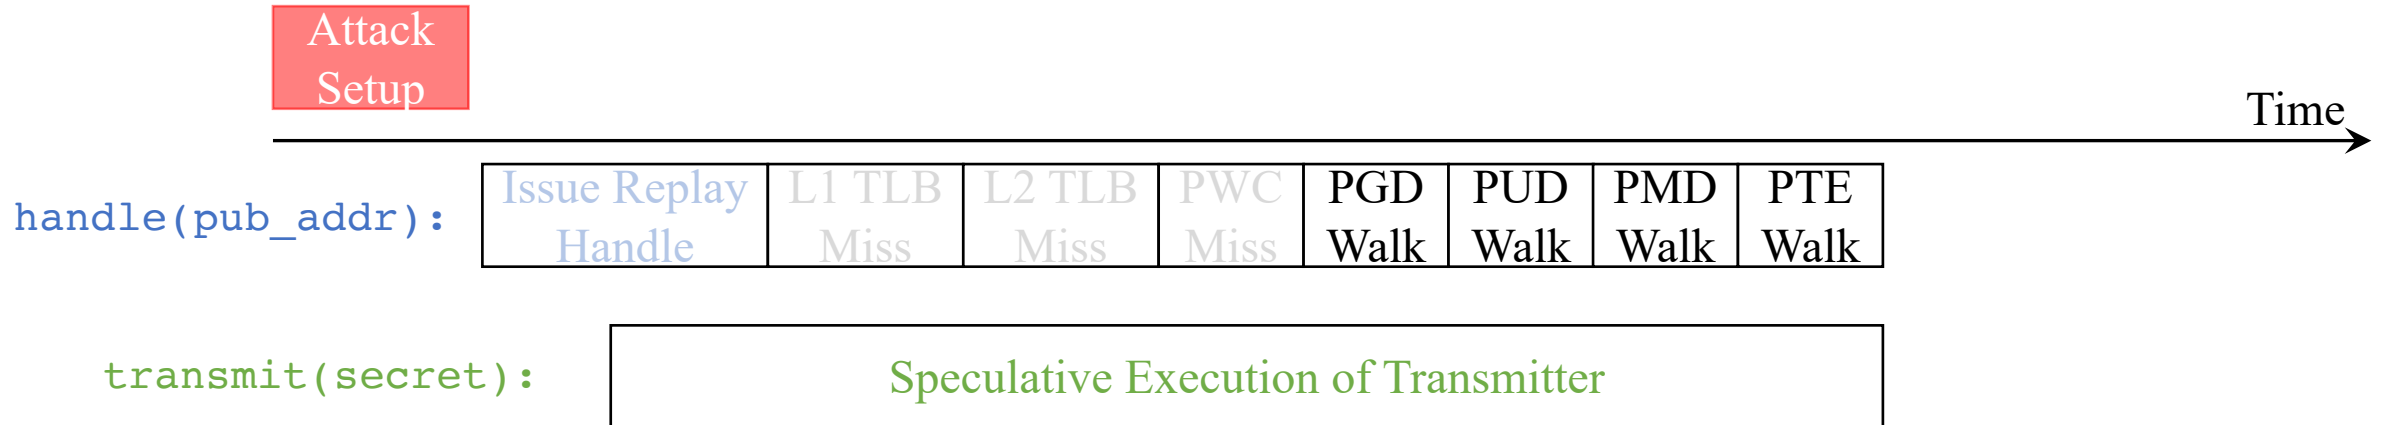 Attack
Setup
Time
handle(pub_addr):
Issue Replay
Handle
L1 TLB
Miss
L2 TLB
Miss
PWC
Miss
PGD
Walk
PUD
Walk
PMD
Walk
PTE
Walk
transmit(secret):
Speculative Execution of Transmitter